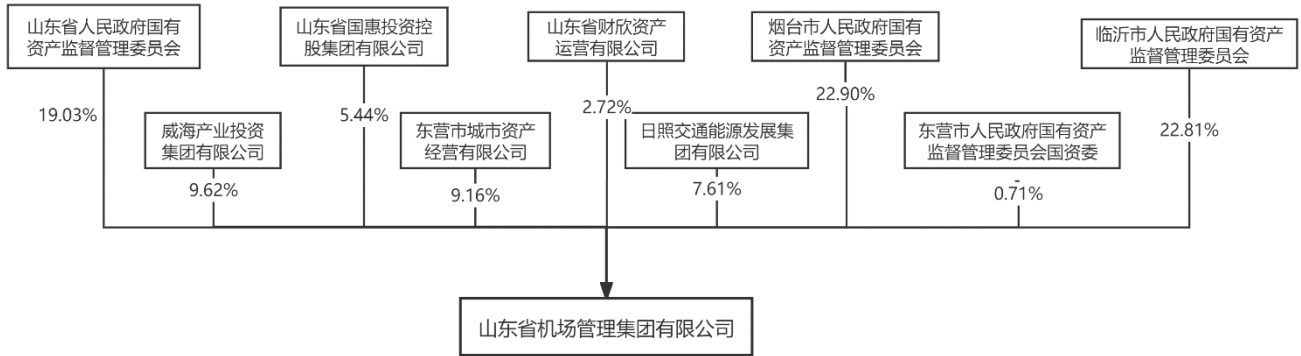 山东省人民政府国有
资产监督管理委员会
山东省国惠投资控
股集团有限公司
山东省财欣资产
运营有限公司
烟台市人民政府国有
资产监督管理委员会
临沂市人民政府国有资产
监督管理委员会
19.03%
5.44%
2.72%
22.90%
22.81%
威海产业投资
集团有限公司
东营市城市资产
经营有限公司
日照交通能源发展集
团有限公司
东营市人民政府国有资产
监督管理委员会国资委
9.62%
9.16%
7.61%
-
0.71%
山东省机场管理集团有限公司